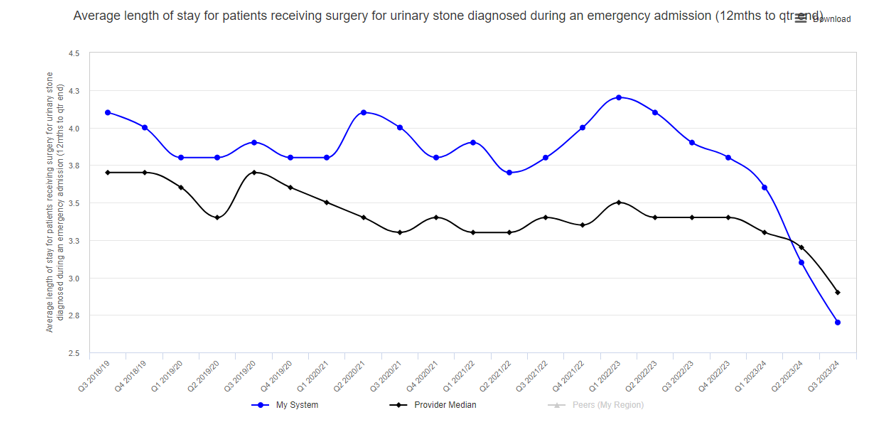 Average length of stay for patients receiving surgery for urinary stone diagnosed during an emergency admission (12mths to qtr end)
Download
Average length of stay for patients receiving surgery for urinary stone
diagnosed during an emergency admission (12mths to qtr end)
4.5
4.3
4.0
3.8
3.5
3.3
3.0
2.8
2.5
Q3 2018/19
Q4 2018/19
Q1 2019/20
Q2 2019/20
Q3 2019/20
Q4 2019/20
Q1 2020/21
Q2 2020/21
Q3 2020/21
Q4 2020/21
Q1 2021/22
Q2 2021/22
Q3 2021/22
Q4 2021/22
Q1 2022/23
Q2 2022/23
Q3 2022/23
Q4 2022/23
Q1 2023/24
Q2 2023/24
Q3 2023/24
My System
Provider Median
Peers (My Region)